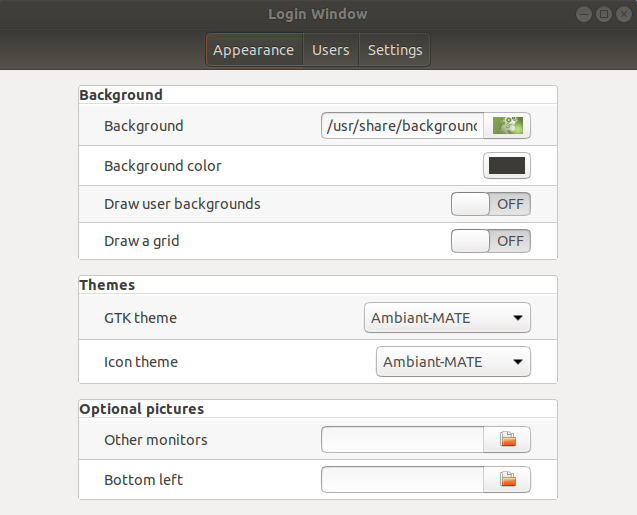 Login Window
Appearance Users Settings
Background
Background /usr/share/background
Background color
Draw user backgrounds OFF
Draw a grid OFF
Themes
GTK theme Ambiant-MATE
Icon theme Ambiant-MATE
Optional pictures
Other monitors
Bottom left